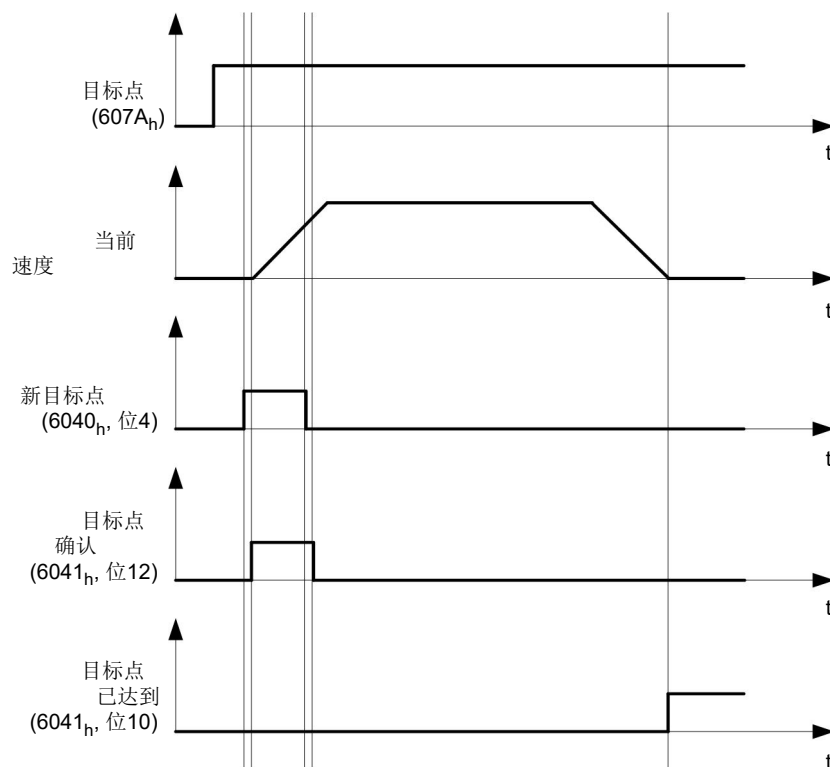 目标点
(607Ah)
t
当前
速度
t
新目标点
(6040h, 位4)
t
目标点
确认
(6041h, 位12)
t
目标点
已达到
(6041h, 位10)
t